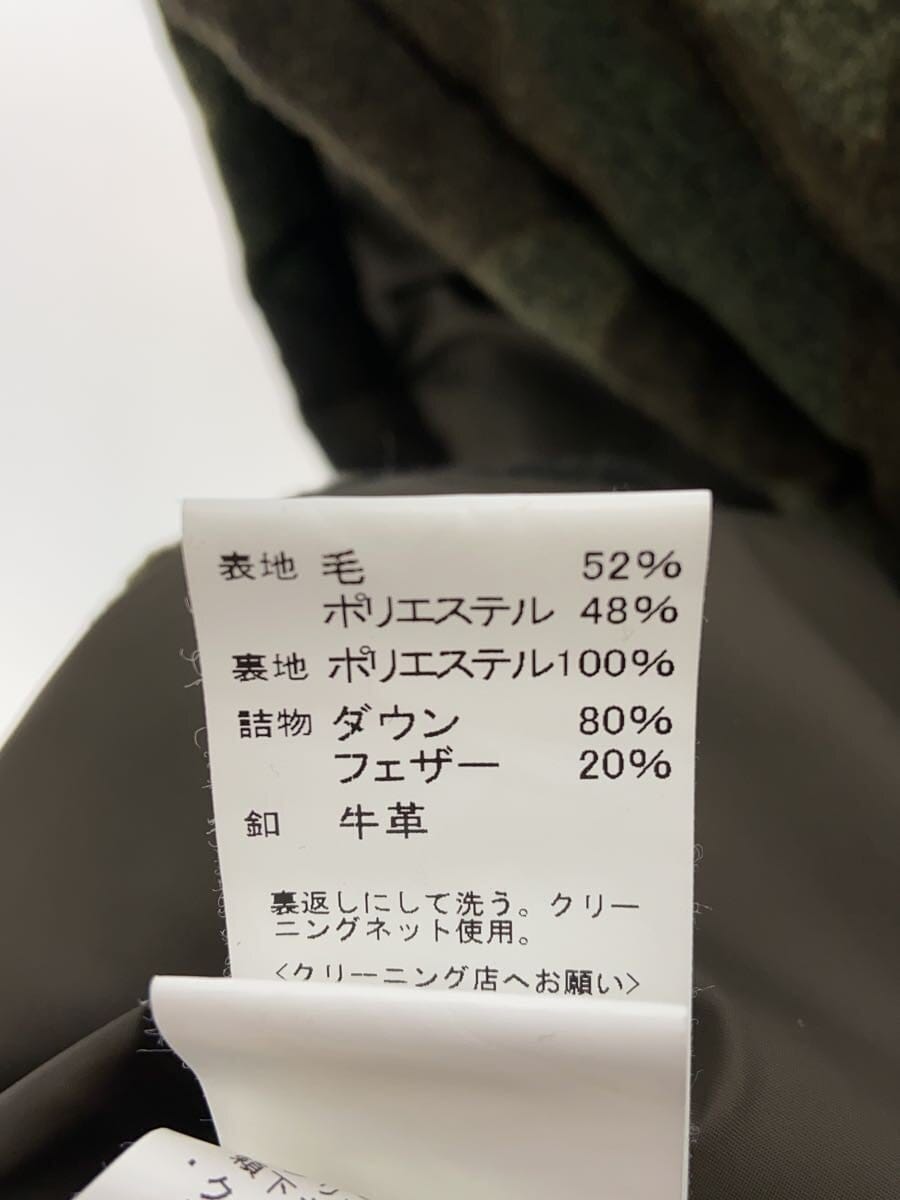 表地 毛 52%
ポリエステル 48%
裏地 ポリエステル100%
詰物 ダウン 80%
フェザー 20%
釦 牛革
裏返しにして洗う。クリー
ニングネット使用。
<クリーニング店へお願い>